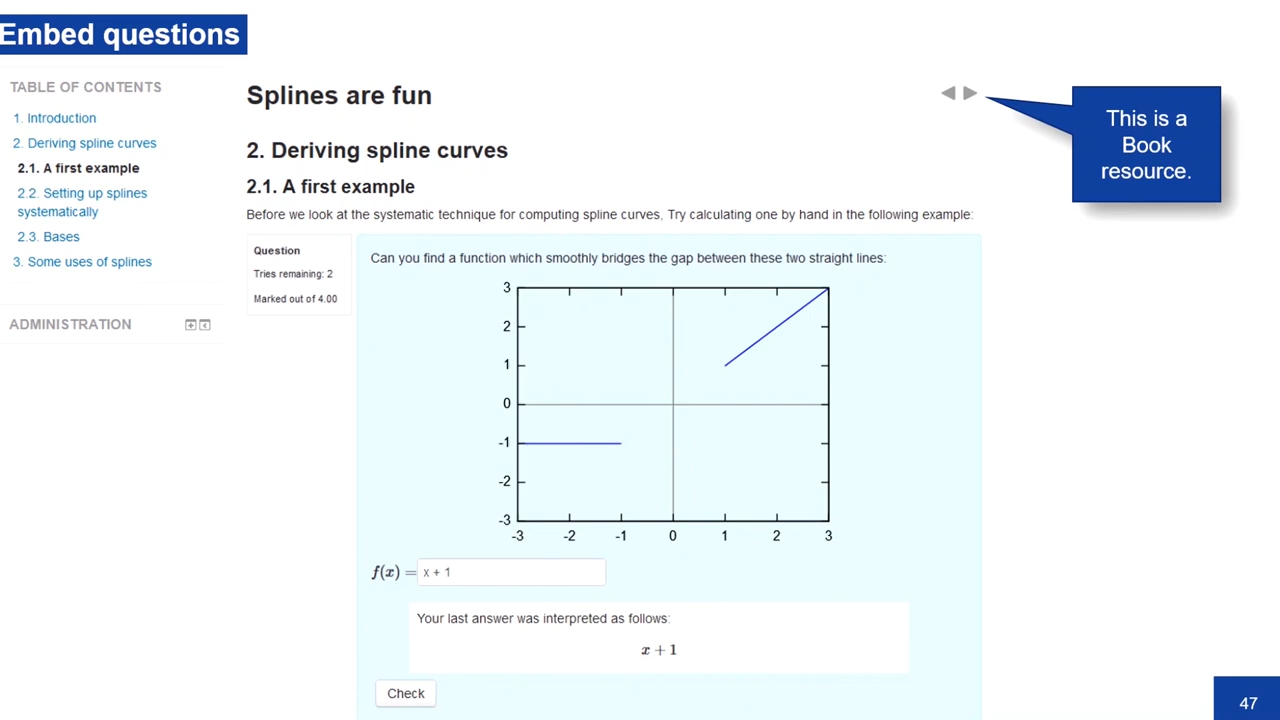 Embed questions
TABLE OF CONTENTS
1. Introduction
2. Deriving spline curves
2.1. A first example
2.2. Setting up splines
systematically
2.3. Bases
3. Some uses of splines
ADMINISTRATION
Splines are fun
2. Deriving spline curves
2.1. A first example
Before we look at the systematic technique for computing spline curves, Try calculating one by hand in the following example:
Question
Tries remaining: 2
Marked out of 4.00
Can you find a function which smoothly bridges the gap between these two straight lines:
3
2
1
0
-1
-2
-3
-3 -2 -1 0 1 2 3
f(x) = x + 1
Your last answer was interpreted as follows:
x + 1
Check
This is a
Book
resource.
47